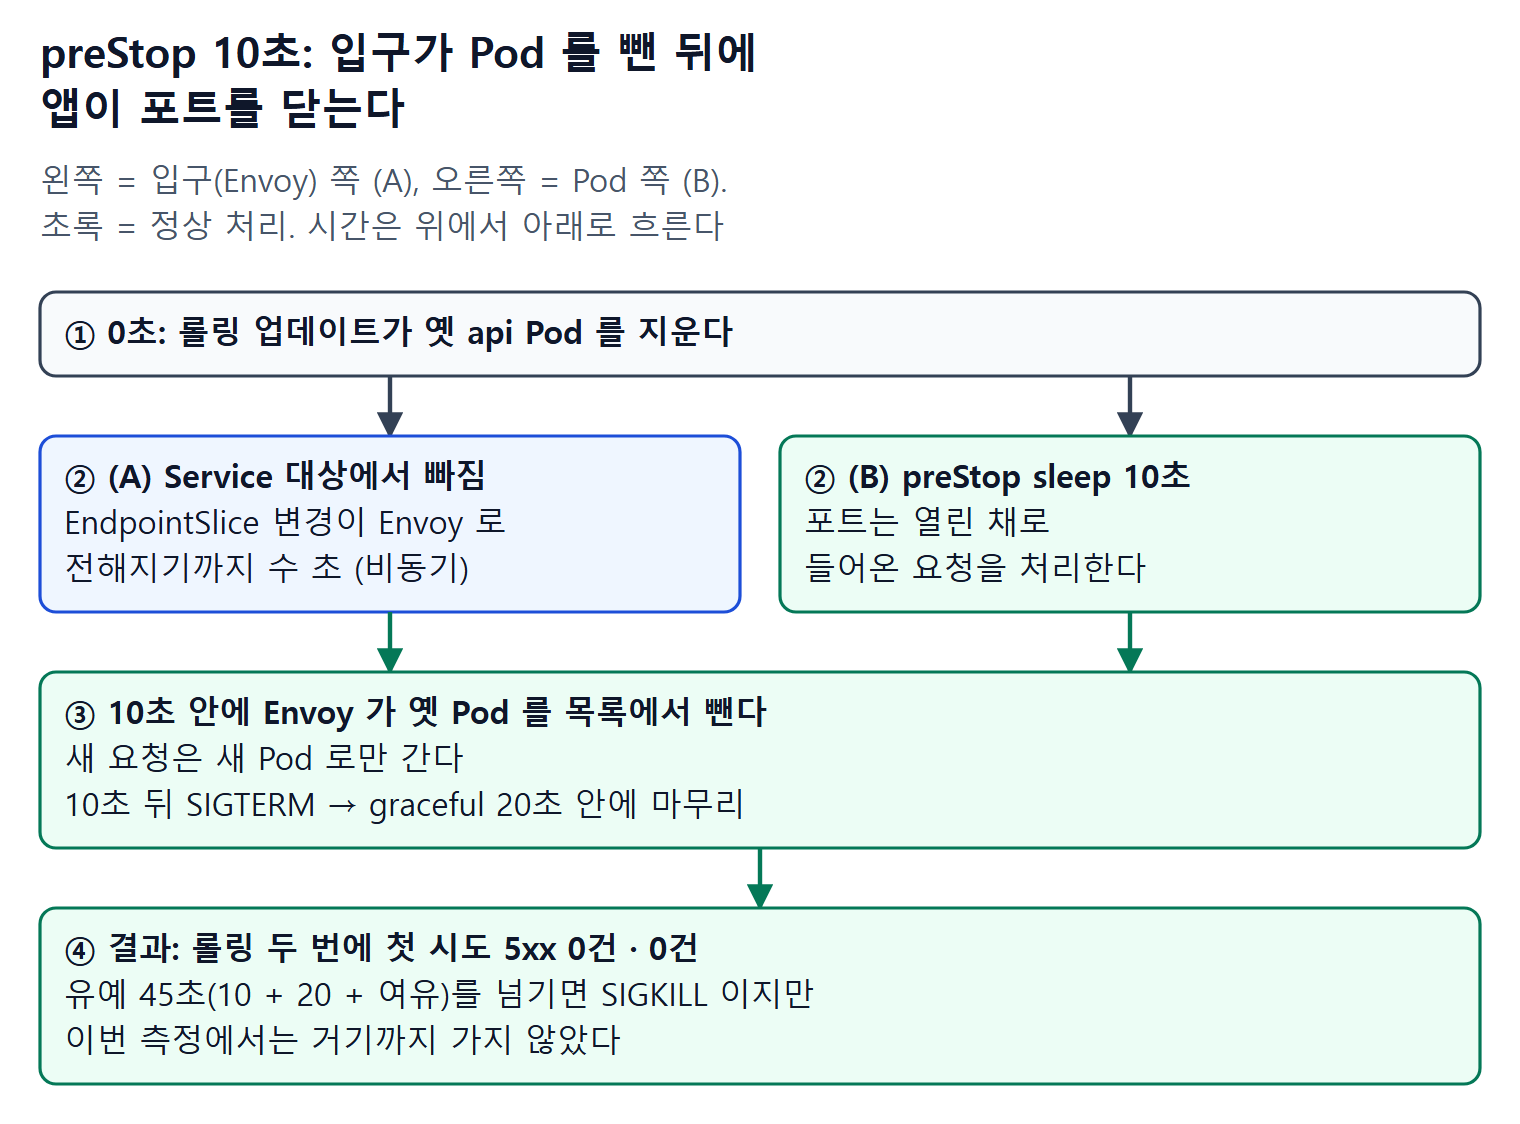 preStop 10초: 입구가 Pod 를 뺀 뒤에
앱이 포트를 닫는다
왼쪽 = 입구(Envoy) 쪽 (A), 오른쪽 = Pod 쪽 (B).
초록 = 정상 처리. 시간은 위에서 아래로 흐른다
① 0초: 롤링 업데이트가 옛 api Pod 를 지운다
② (A) Service 대상에서 빠짐
EndpointSlice 변경이 Envoy 로
전해지기까지 수 초 (비동기)
② (B) preStop sleep 10초
포트는 열린 채로
들어온 요청을 처리한다
③ 10초 안에 Envoy 가 옛 Pod 를 목록에서 뺀다
새 요청은 새 Pod 로만 간다
10초 뒤 SIGTERM → graceful 20초 안에 마무리
④ 결과: 롤링 두 번에 첫 시도 5xx 0건 · 0건
유예 45초(10 + 20 + 여유)를 넘기면 SIGKILL 이지만
이번 측정에서는 거기까지 가지 않았다